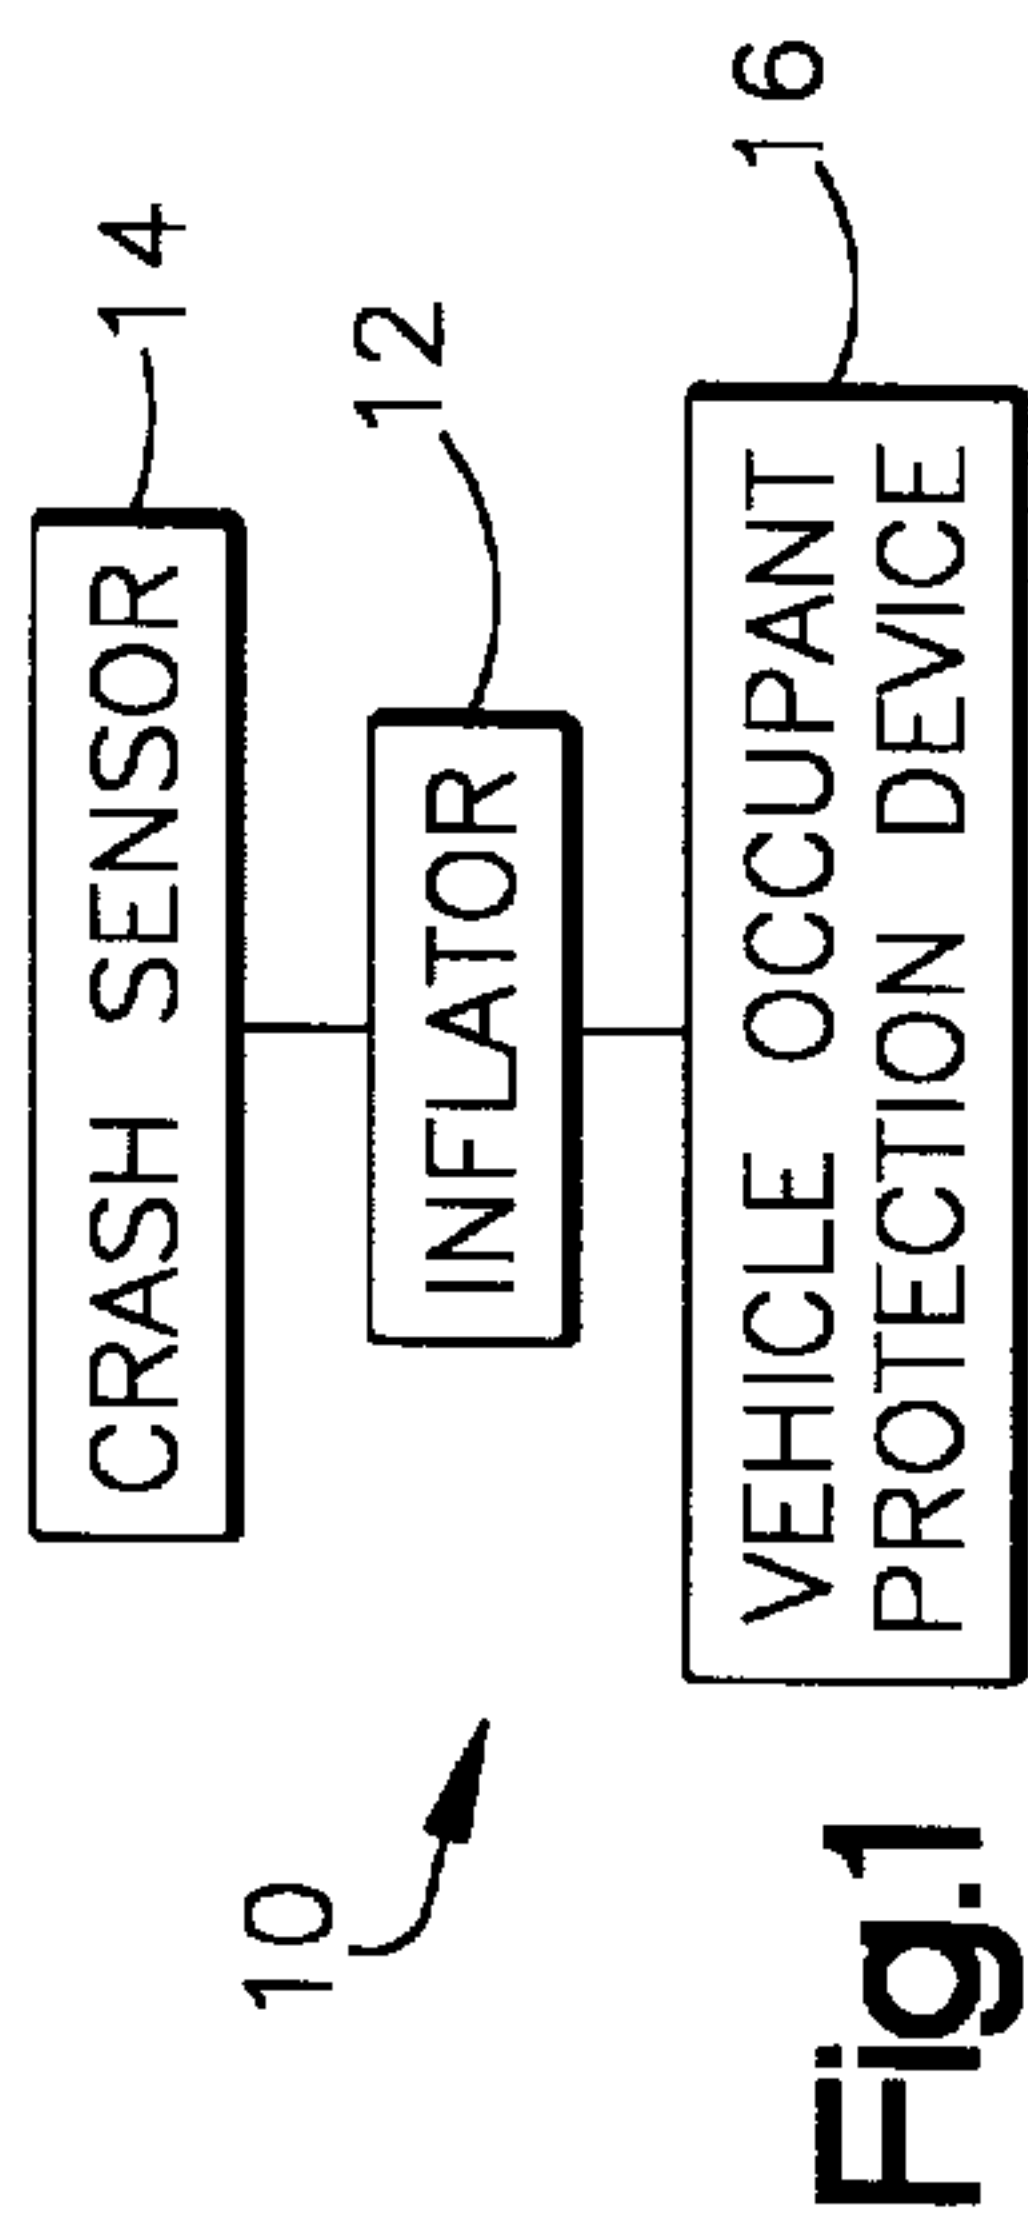 14
CRASH SENSOR
12
INFLATOR
16
VEHICLE OCCUPANT
PROTECTION DEVICE
10
Fig.1